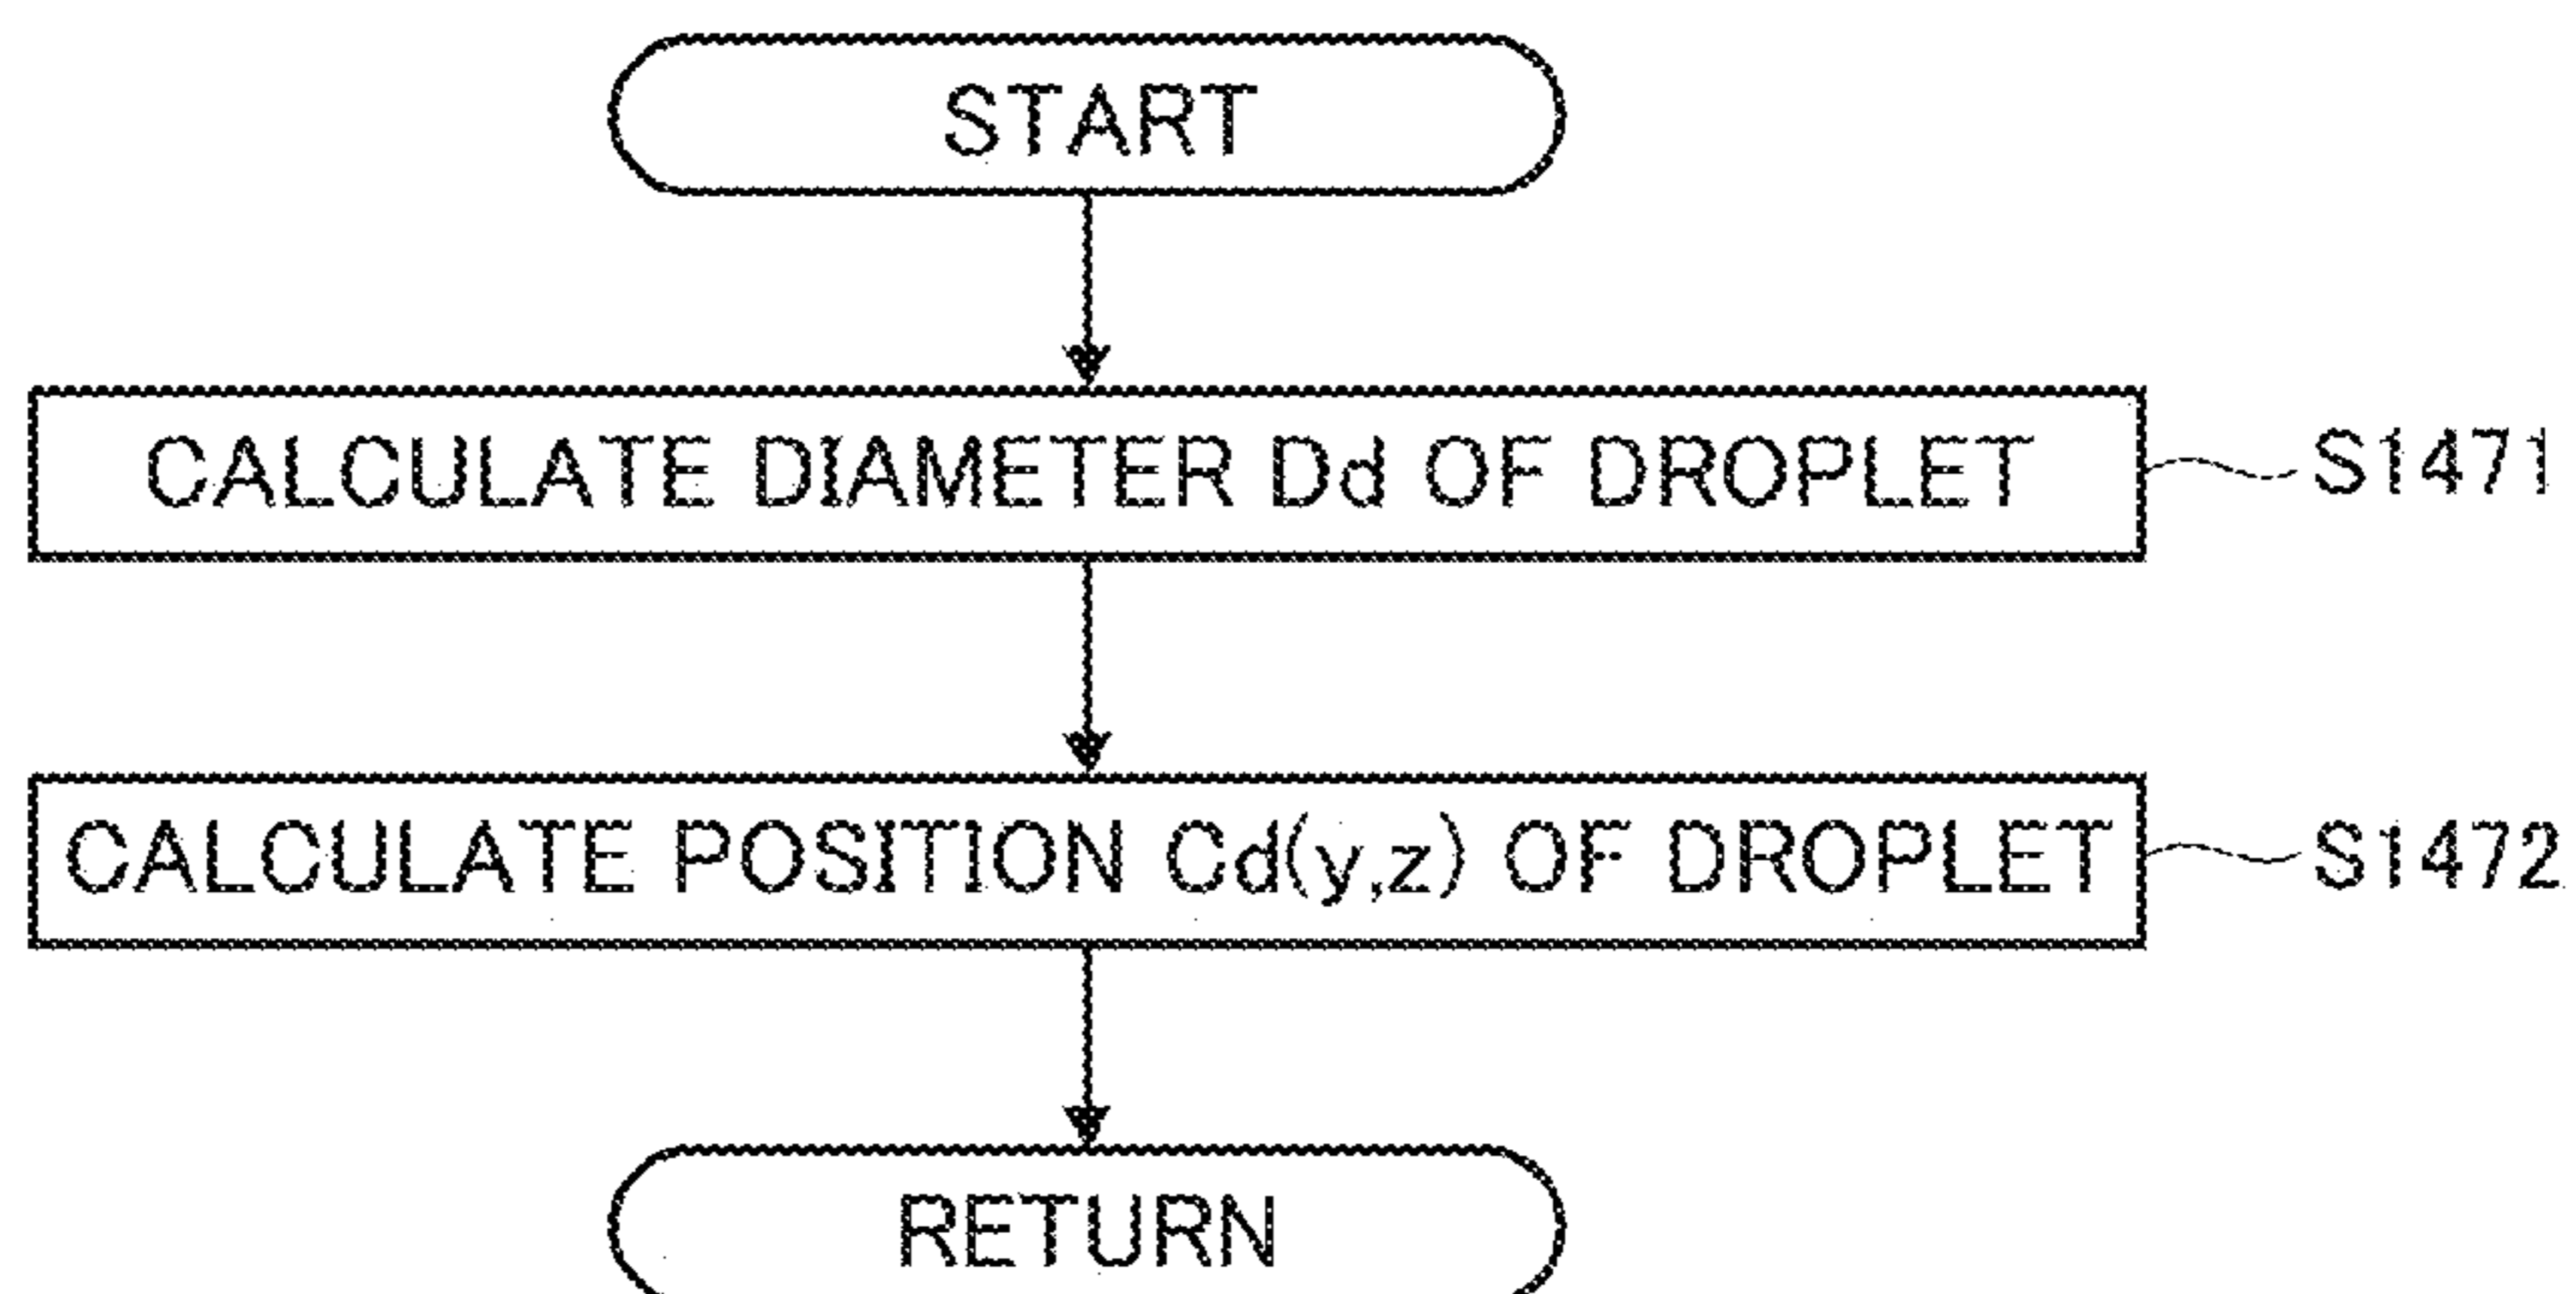 START
CALCULATE DIAMETER Dd OF DROPLET
S1471
CALCULATE POSITION Cd(y,z) OF DROPLET
S1472
RETURN